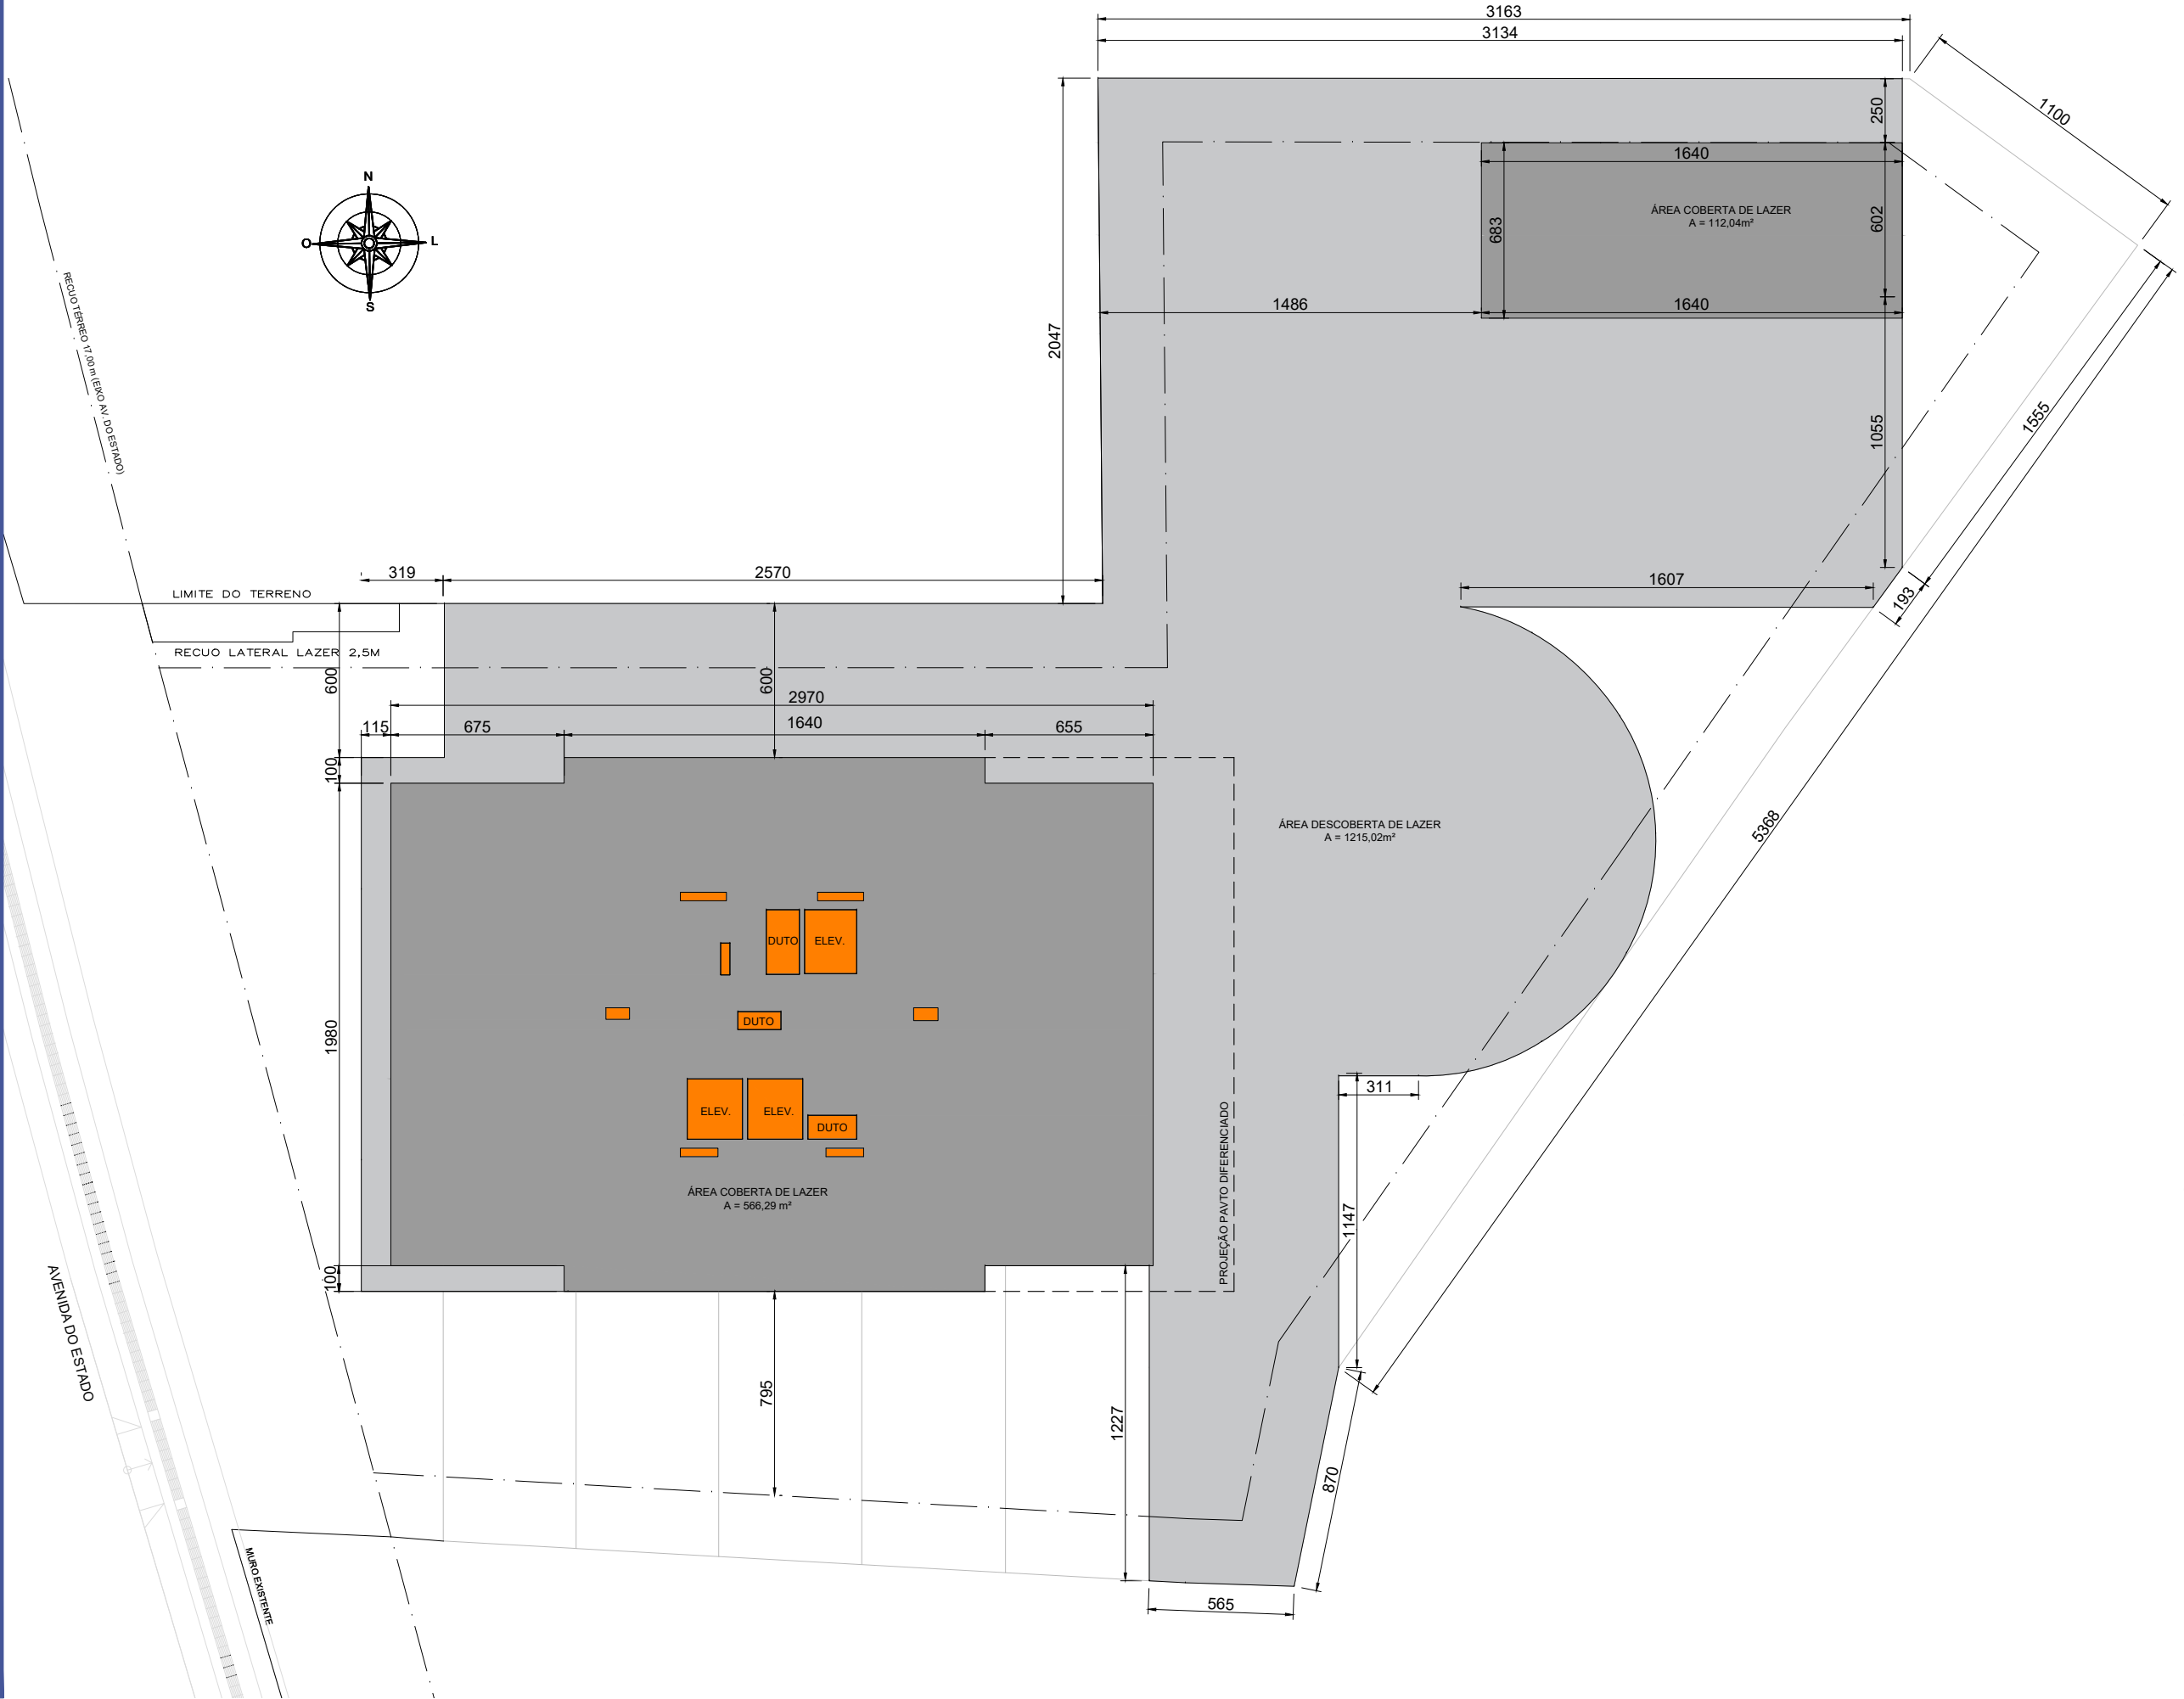 3163
3134
1100
250
1640
ÁREA COBERTA DE LAZER
A = 112,04m²
602
683
1486
1640
2047
1055
1555
N
O
L
S
RECUO TÉRREO 17,00 m (EIXO AV. DO ESTADO)
319
2570
1607
193
LIMITE DO TERRENO
RECUO LATERAL LAZER 2,5M
600
600
2970
115
675
1640
655
100
ÁREA DESCOBERTA DE LAZER
A = 1215,02m²
5368
DUTO
ELEV.
1980
DUTO
ELEV.
ELEV.
DUTO
311
ÁREA COBERTA DE LAZER
A = 566,29 m²
PROJEÇÃO PAVTO DIFERENCIADO
1147
100
AVENIDA DO ESTADO
795
1227
870
MURO EXISTENTE
565